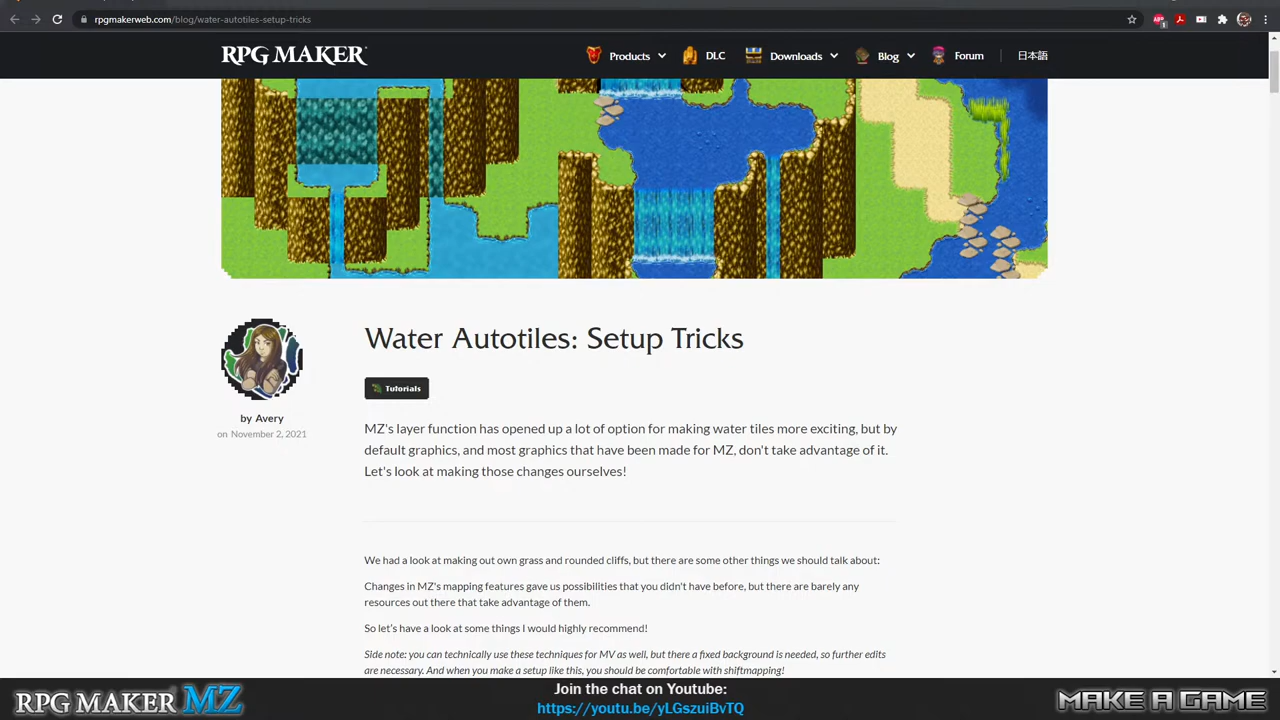 rpgmakerweb.com/blog/water-autotiles-setup-tricks
1
RPG MAKER
Products
DLC
Downloads
Blog
Forum
日本語
Water Autotiles: Setup Tricks
Tutorials
by Avery
on November 2, 2021
MZ's layer function has opened up a lot of option for making water tiles more exciting, but by
default graphics, and most graphics that have been made for MZ, don't take advantage of it.
Let's look at making those changes ourselves!
We had a look at making out own grass and rounded cliffs, but there are some other things we should talk about:
Changes in MZ's mapping features gave us possibilities that you didn't have before, but there are barely any
resources out there that take advantage of them.
So let's have a look at some things I would highly recommend!
Side note: you can technically use these techniques for MV as well, but there a fixed background is needed, so further edits
are necessary. And when you make a setup like this, you should be comfortable with shiftmapping!
RPG MAKER MZ
Join the chat on Youtube:
https://youtu.be/yLGszuiBvTQ
MAKE A GAME